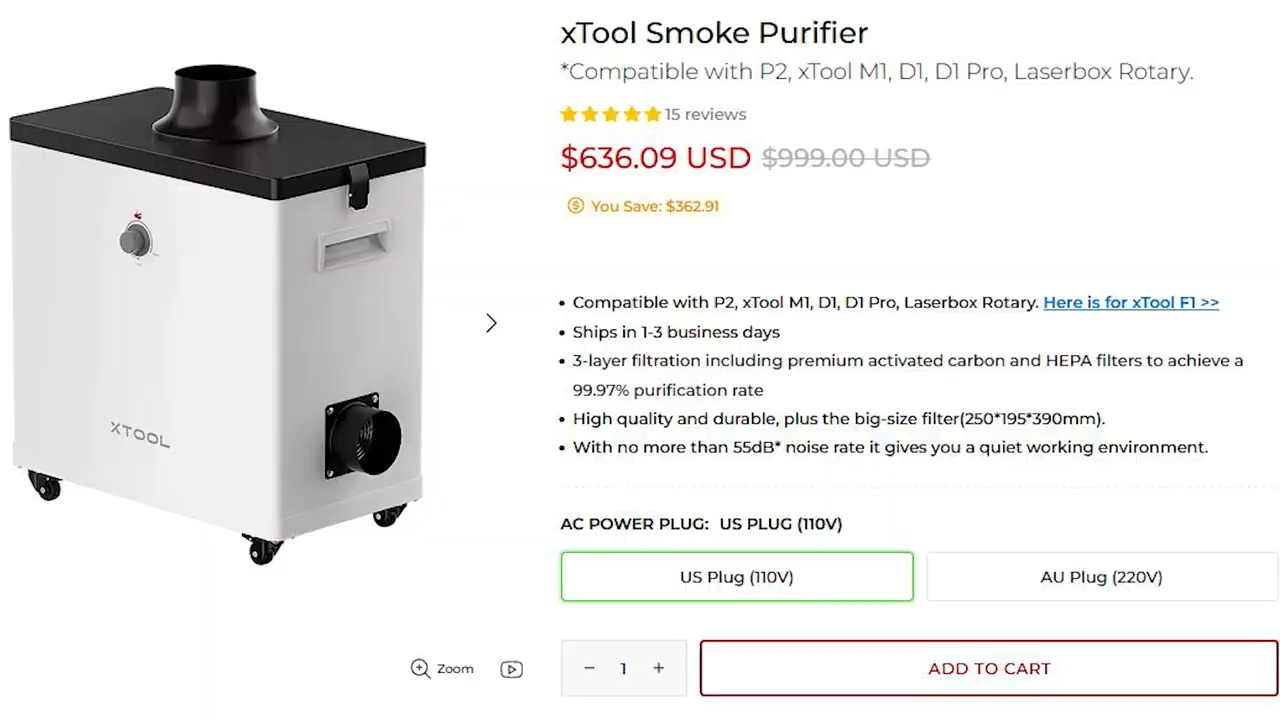 xTool Smoke Purifier
*Compatible with P2, xTool M1, D1, D1 Pro, Laserbox Rotary.
15 reviews
$636.09 USD $999.00 USD
You Save: $362.91
• Compatible with P2, xTool M1, D1, D1 Pro, Laserbox Rotary. Here is for xTool F1 >>
• Ships in 1-3 business days
• 3-layer filtration including premium activated carbon and HEPA filters to achieve a
99.97% purification rate
• High quality and durable, plus the big-size filter(250*195*390mm).
• With no more than 55dB* noise rate it gives you a quiet working environment.
XTOOL
AC POWER PLUG: US PLUG (110V)
US Plug (110V) AU Plug (220V)
Zoom
− 1 + ADD TO CART